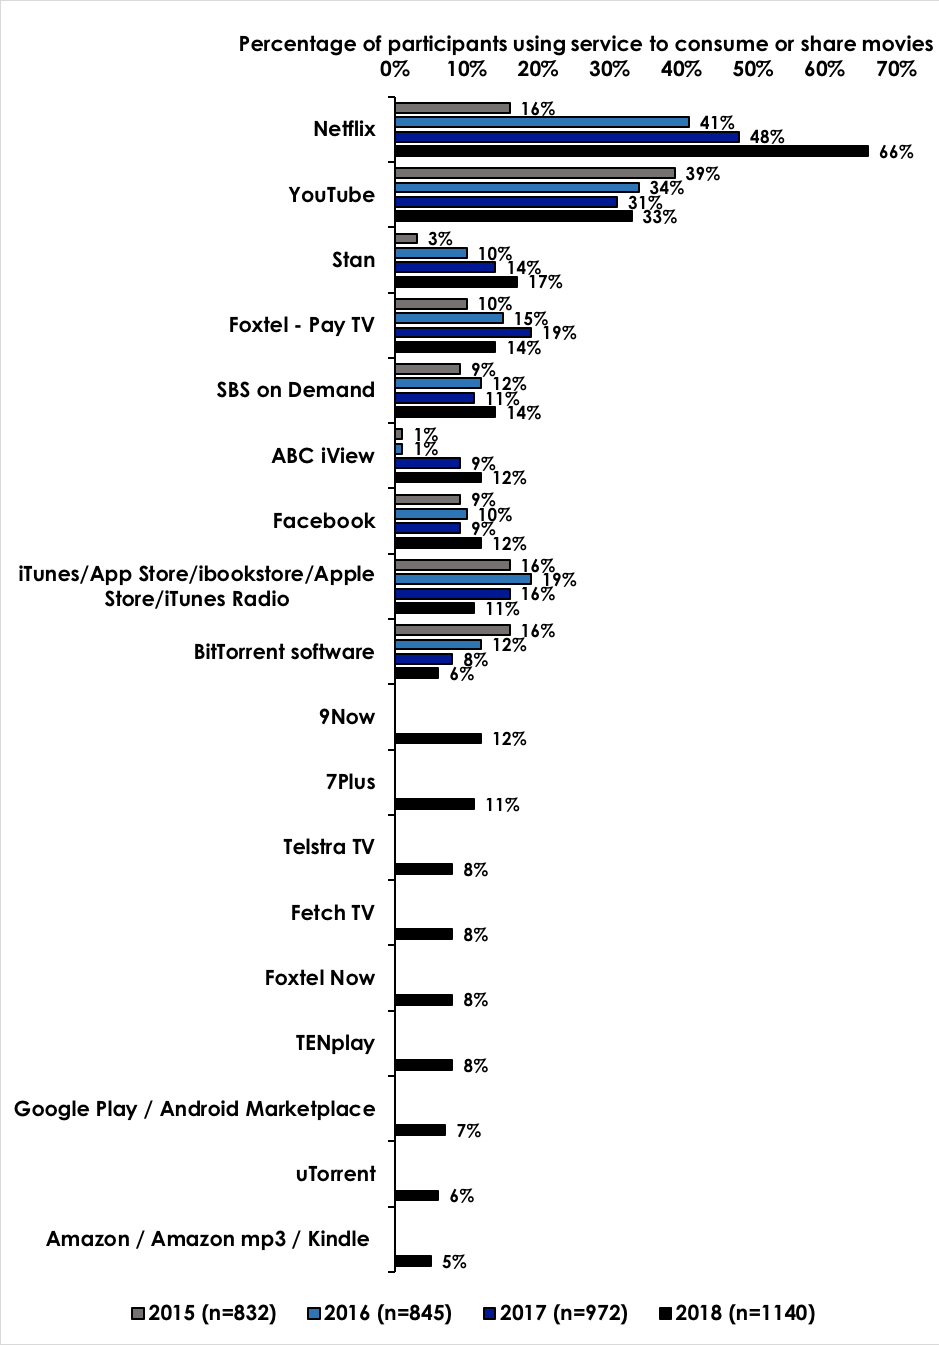 Percentage of participants using service to consume or share movies
0% 10% 20% 30% 40% 50% 60% 70%
Netflix
16%
41%
48%
66%
YouTube
39%
34%
31%
33%
Stan
3%
10%
14%
17%
Foxtel - Pay TV
10%
15%
19%
14%
SBS on Demand
9%
12%
11%
14%
ABC iView
1%
1%
9%
12%
Facebook
9%
10%
9%
12%
iTunes/App Store/ibookstore/Apple
Store/iTunes Radio
16%
19%
16%
11%
BitTorrent software
16%
12%
8%
6%
9Now
12%
7Plus
11%
Telstra TV
8%
Fetch TV
8%
Foxtel Now
8%
TENplay
8%
Google Play / Android Marketplace
7%
uTorrent
6%
Amazon / Amazon mp3 / Kindle
5%
2015 (n=832) 2016 (n=845) 2017 (n=972) 2018 (n=1140)